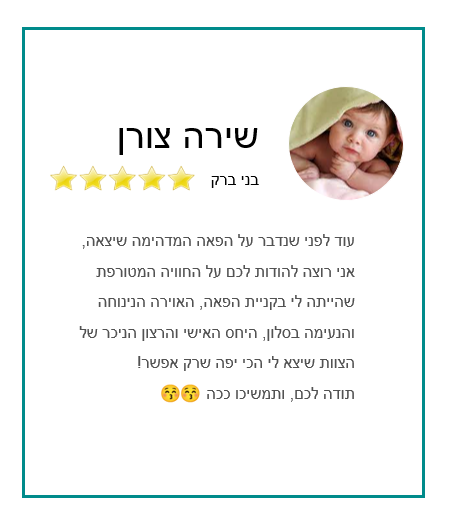 שירה צורן
בני ברק
עוד לפני שנדבר על הפאה המדהימה שיצאה,
אני רוצה להודות לכם על החוויה המטורפת
שהייתה לי בקניית הפאה, האוירה הנינוחה
והנעימה בסלון, היחס האישי והרצון הניכר של
הצוות שיצא לי הכי יפה שרק אפשר!
תודה לכם, ותמשיכו ככה 😚😚